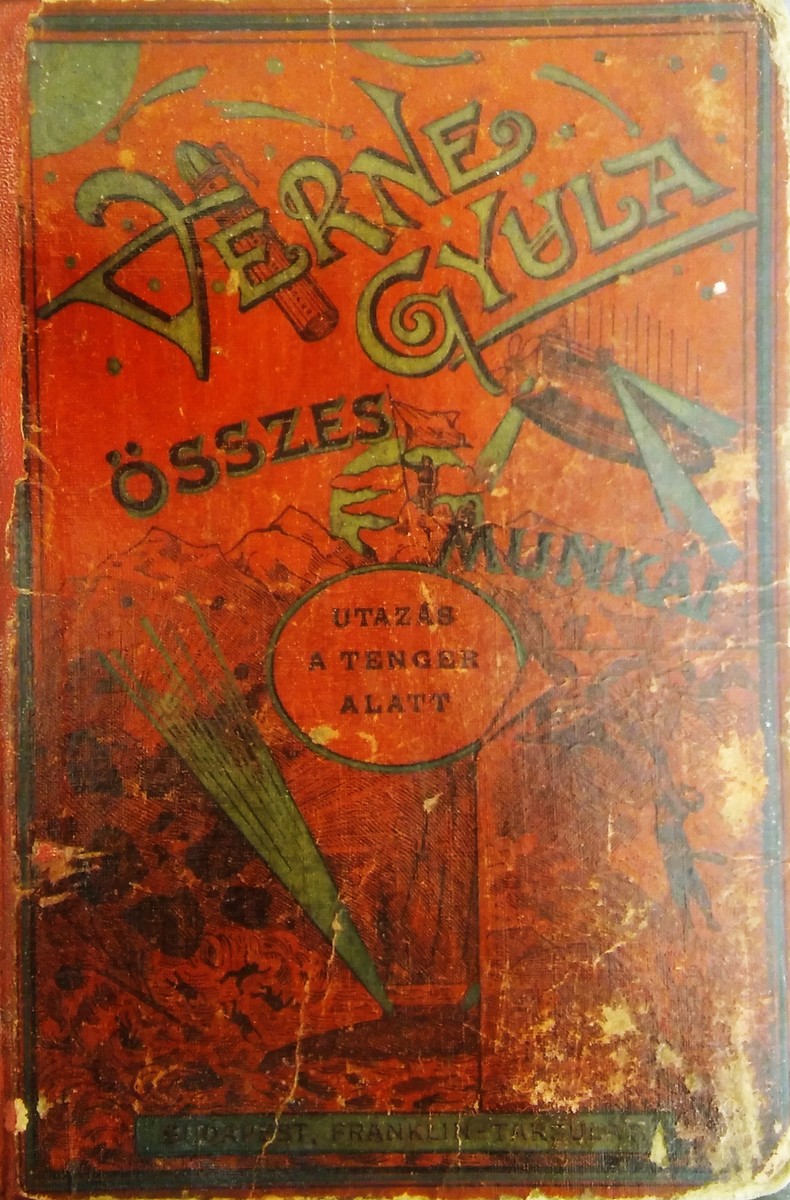 VERNE
GYULA
ÖSSZES
MUNKÁI
UTAZÁS
A TENGER
ALATT
BUDAPEST, FRANKLIN-TÁRSULAT